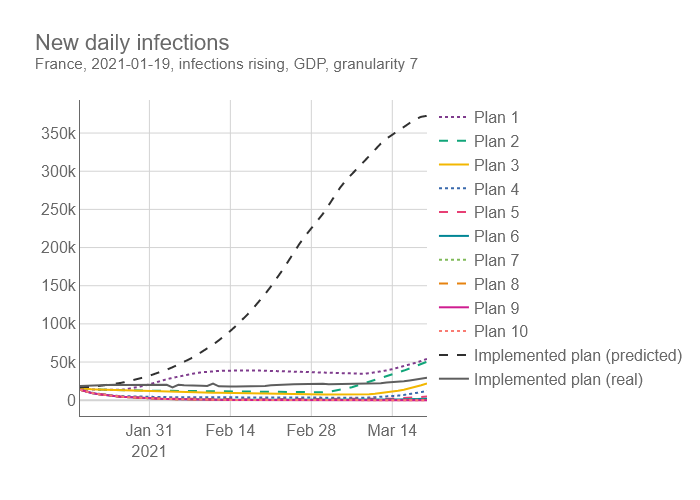 New daily infections
France, 2021-01-19, infections rising, GDP, granularity 7
350k
300k
250k
200k
150k
100k
50k
0
Jan 31
2021
Feb 14
Feb 28
Mar 14
Plan 1
Plan 2
Plan 3
Plan 4
Plan 5
Plan 6
Plan 7
Plan 8
Plan 9
Plan 10
Implemented plan (predicted)
Implemented plan (real)